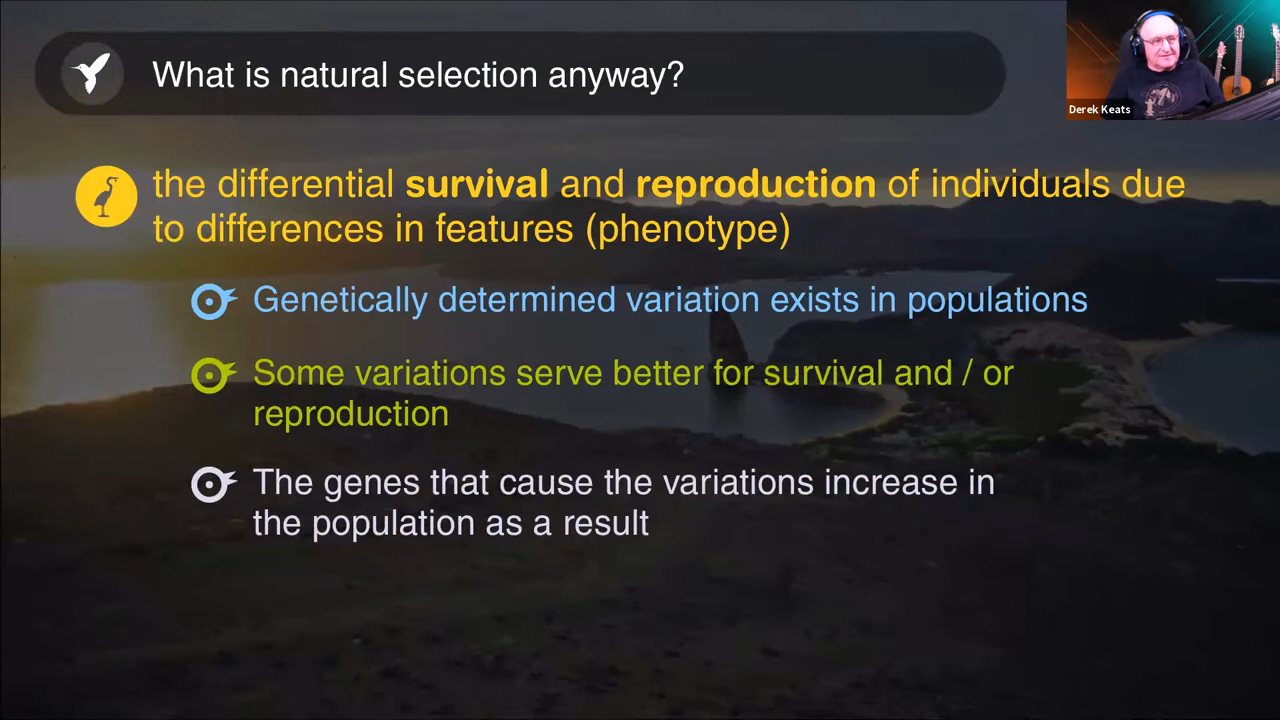 What is natural selection anyway?
Derek Keats
the differential survival and reproduction of individuals due
to differences in features (phenotype)
Genetically determined variation exists in populations
Some variations serve better for survival and / or
reproduction
The genes that cause the variations increase in
the population as a result